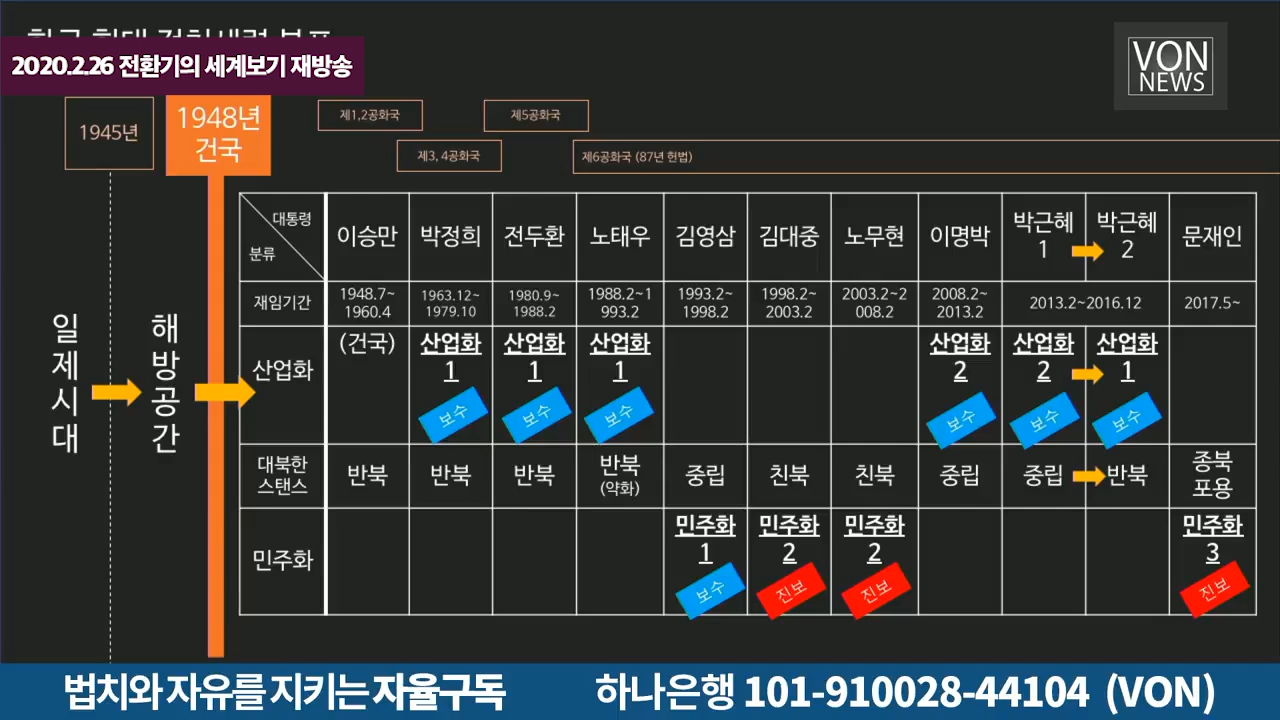 2020.2.26 전환기의 세계보기 재방송
VON
NEWS
1945년
1948년
건국
제1,2공화국
제5공화국
제3, 4공화국
제6공화국 (87년 헌법)
대통령
분류
이승만
박정희
전두환
노태우
김영삼
김대중
노무현
이명박
박근혜
1
박근혜
2
문재인
재임기간
1948.7~
1960.4
1963.12~
1979.10
1980.9~
1988.2
1988.2~1
993.2
1993.2~
1998.2
1998.2~
2003.2
2003.2~2
008.2
2008.2~
2013.2
2013.2~2016.12
2017.5~
일제시대
해방공간
산업화
(건국)
산업화
1
보수
산업화
1
보수
산업화
1
보수
산업화
2
보수
산업화
2
보수
산업화
1
보수
대북한
스탠스
반북
반북
반북
반북
(약화)
중립
친북
친북
중립
중립
반북
종북
포용
민주화
민주화
1
보수
민주화
2
진보
민주화
2
진보
민주화
3
진보
법치와 자유를 지키는 자율구독
하나은행 101-910028-44104 (VON)